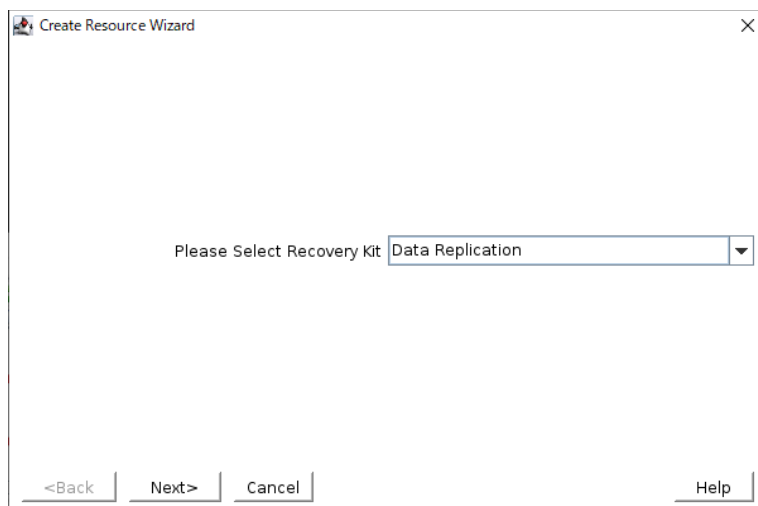 Create Resource Wizard
Please Select Recovery Kit Data Replication
<Back Next> Cancel Help